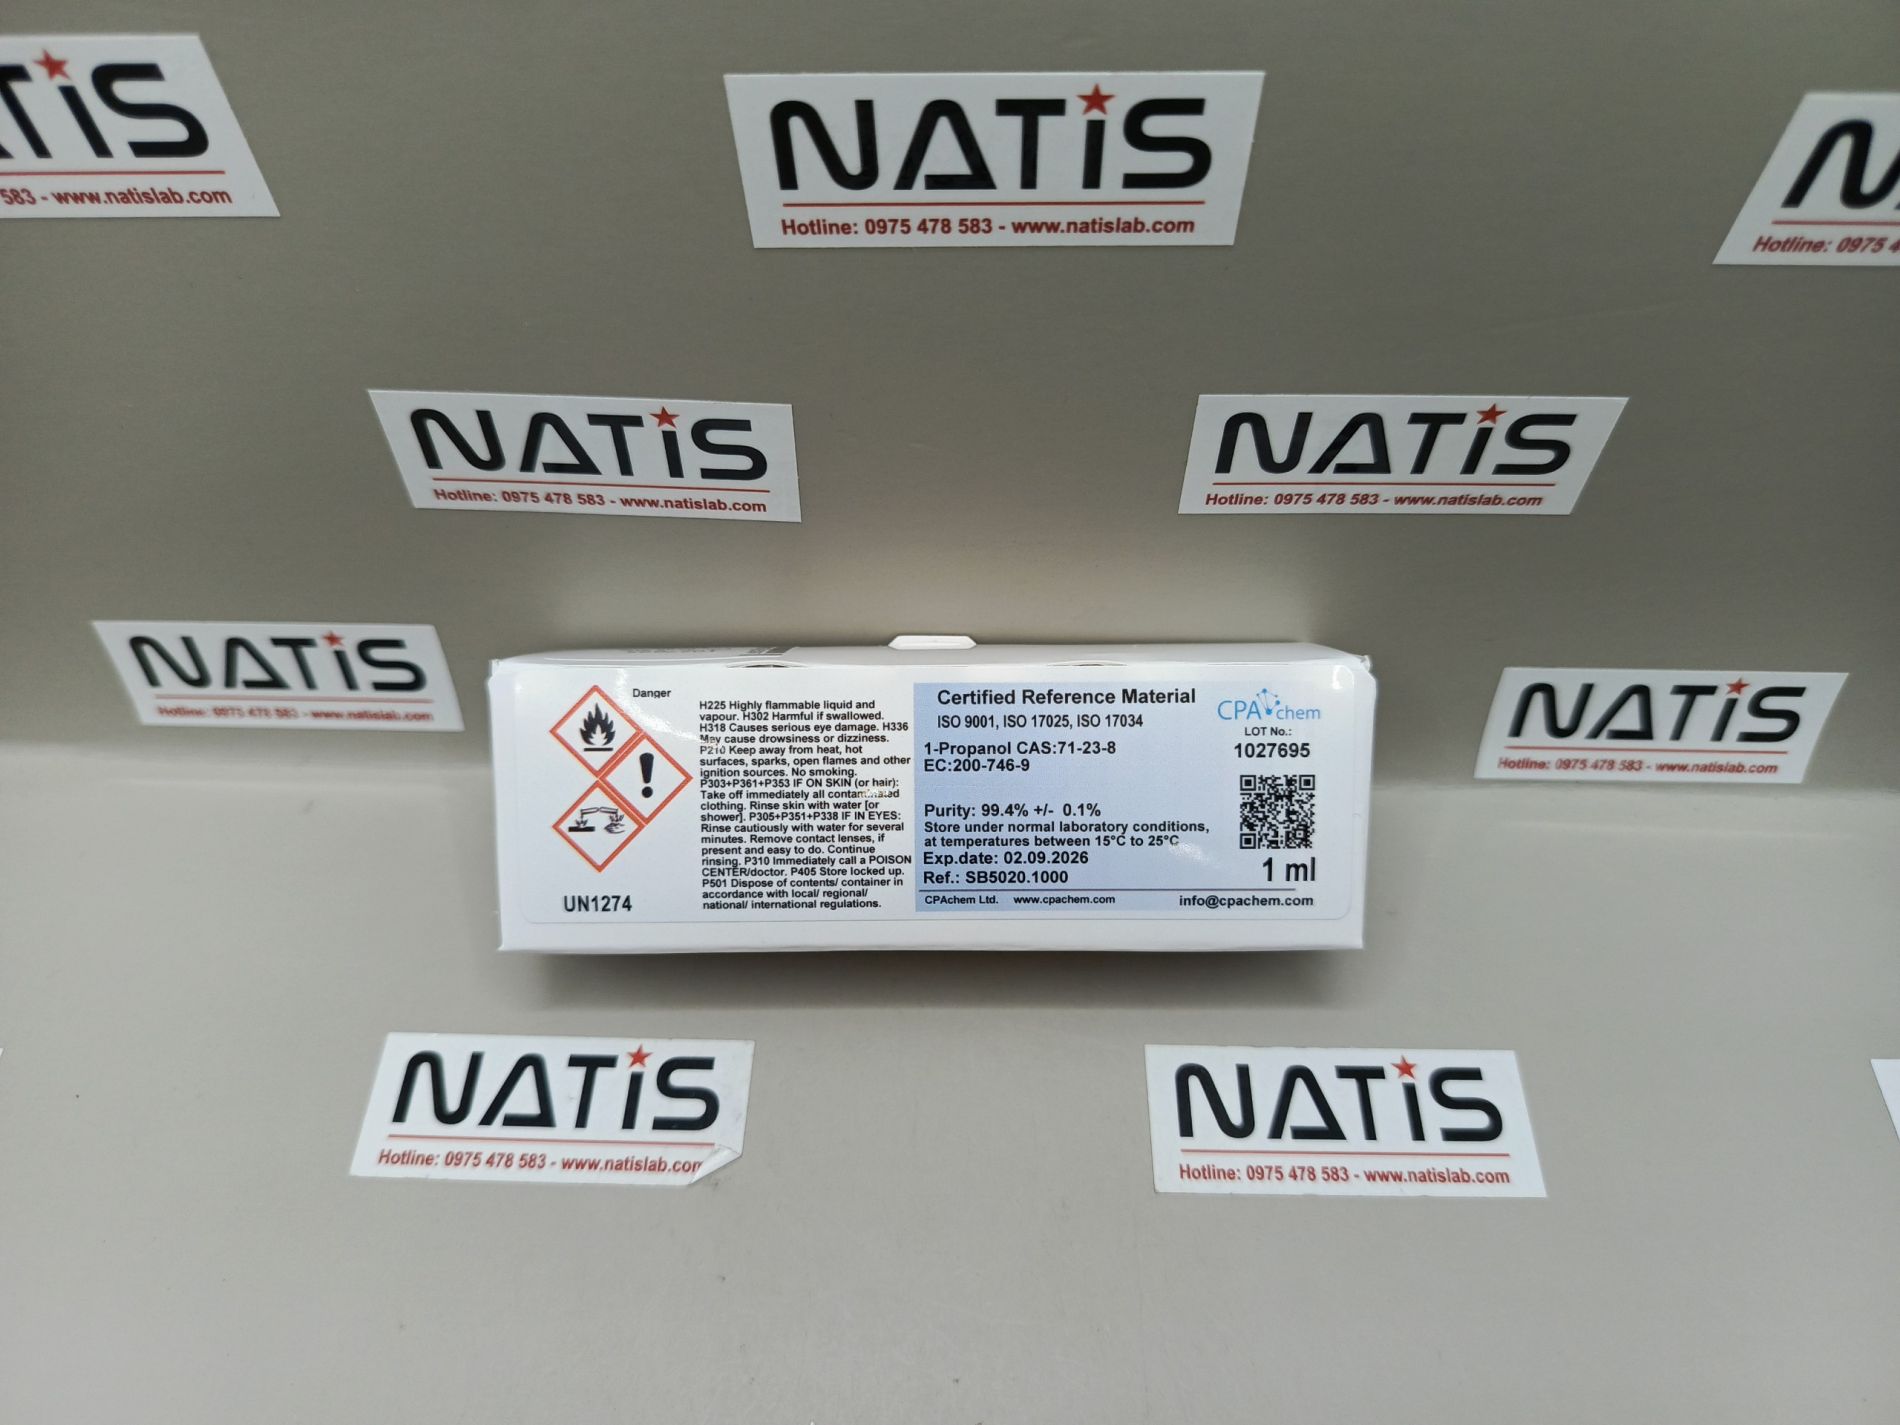 NATiS
583 - www.natislab.com
NATiS
Hotline: 0975 478 583 - www.natislab.com
Hotline: 0975
NATiS
Hotline: 0975 478 583 - www.natislab.com
NATiS
Hotline: 0975 478 583 - www.natislab.com
NATiS
Hotline: 0975 478 583 - www.natislab.com
NATiS
Hotline: 0975 478 583 - www.natislab.com
Danger
UN1274
H225 Highly flammable liquid and
vapour. H302 Harmful if swallowed.
H318 Causes serious eye damage. H336
May cause drowsiness or dizziness.
P210 Keep away from heat, hot
surfaces, sparks, open flames and other
ignition sources. No smoking.
P303+P361+P353 IF ON SKIN (or hair):
Take off immediately all contaminated
clothing. Rinse skin with water [or
shower]. P305+P351+P338 IF IN EYES:
Rinse cautiously with water for several
minutes. Remove contact lenses, if
present and easy to do. Continue
rinsing. P310 Immediately call a POISON
CENTER/doctor. P405 Store locked up.
P501 Dispose of contents/ container in
accordance with local/ regional/
national/ international regulations.
Certified Reference Material
ISO 9001, ISO 17025, ISO 17034
1-Propanol CAS:71-23-8
EC:200-746-9
Purity: 99.4% +/- 0.1%
Store under normal laboratory conditions,
at temperatures between 15°C to 25°C
Exp.date: 02.09.2026
Ref.: SB5020.1000
CPAchem Ltd. www.cpachem.com
CPAchem
LOT No.:
1027695
1 ml
info@cpachem.com
NATiS
Hotline: 0975 478 583 - www.natislab.com
NATiS
Hotline: 0975 478 583 - www.natislab.com